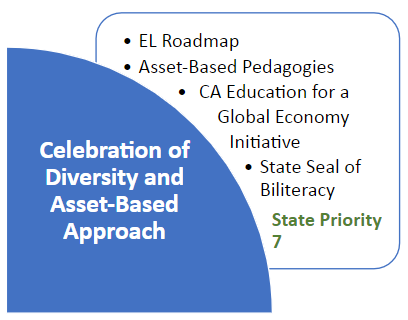 • EL Roadmap
• Asset-Based Pedagogies
• CA Education for a
Global Economy
Initiative
• State Seal of
Biliteracy
State Priority
7
Celebration of
Diversity and
Asset-Based
Approach